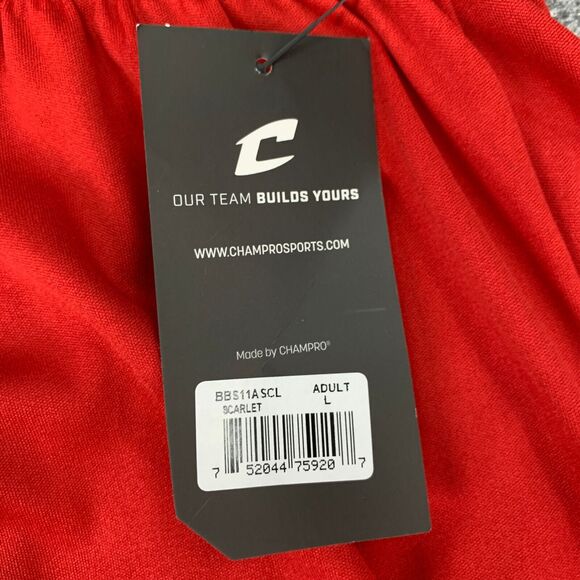 C
OUR TEAM BUILDS YOURS
WWW.CHAMPROSPORTS.COM
Made by CHAMPRO®
BBS11ASCL ADULT
SCARLET L
7 52044 75920 7